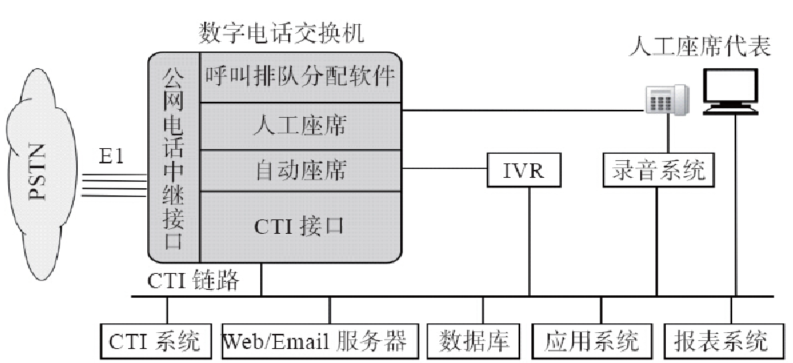 数字电话交换机
人工座席代表
公网电话中继接口
呼叫排队分配软件
人工座席
自动座席
CTI 接口
PSTN
E1
IVR
录音系统
CTI 链路
CTI 系统
Web/Email 服务器
数据库
应用系统
报表系统